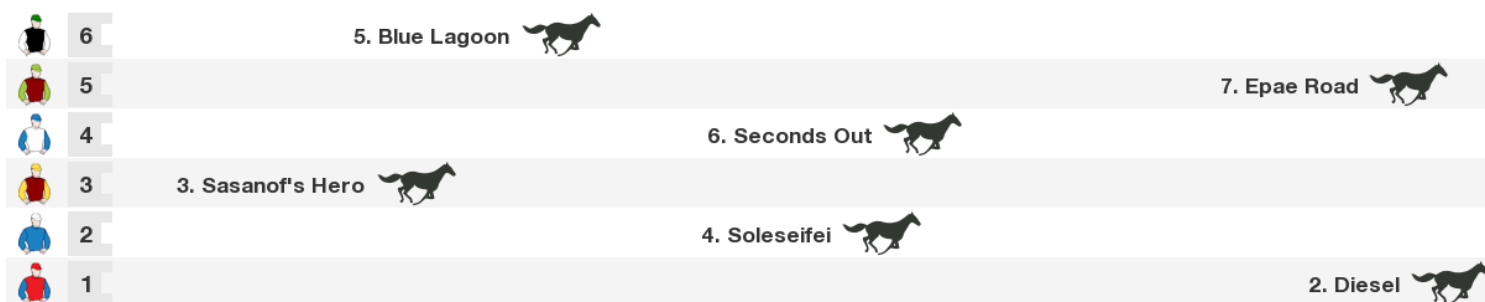 6 5. Blue Lagoon
5 7. Epae Road
4 6. Seconds Out
3 3. Sasanof's Hero
2 4. Soleseifei
1 2. Diesel